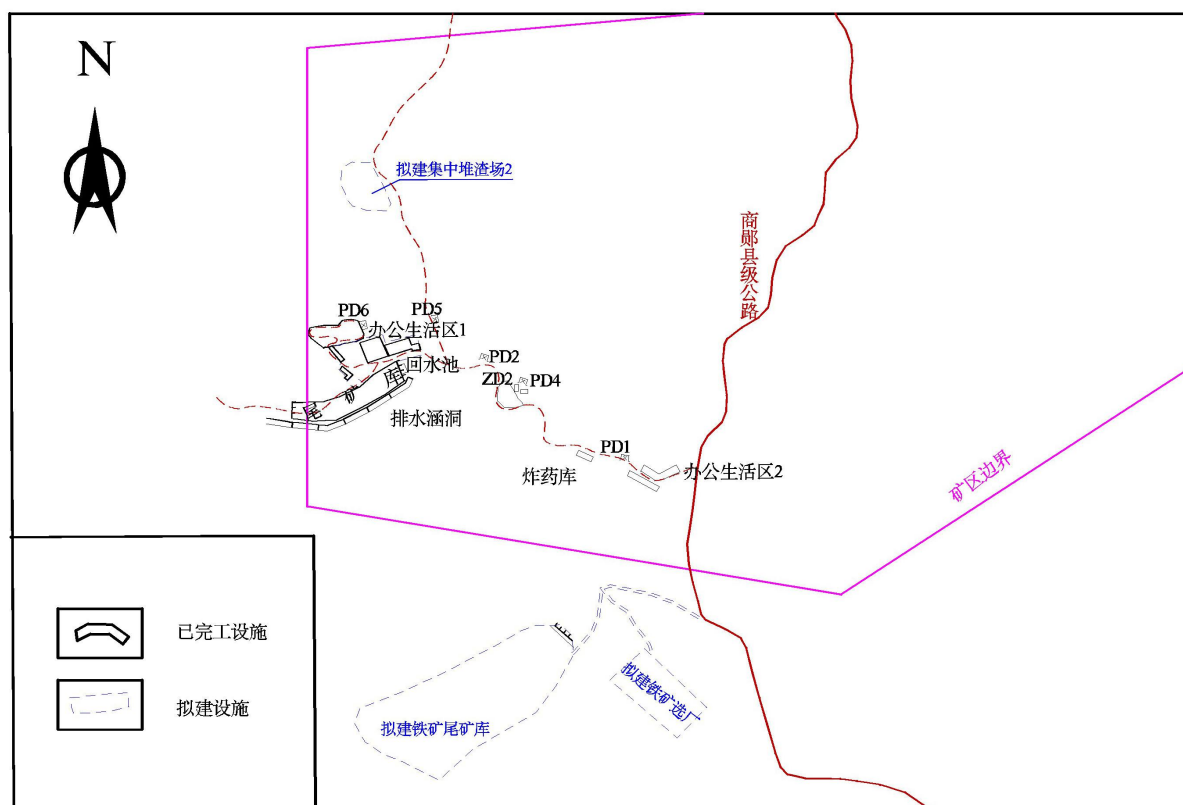 N
拟建集中堆渣场2
商郧县级公路
PD6
PD5
办公生活区1
PD2
回水池
ZD2
PD4
尾矿库
排水涵洞
PD1
炸药库
办公生活区2
矿区边界
已完工设施
拟建设施
拟建铁矿选厂
拟建铁矿尾矿库